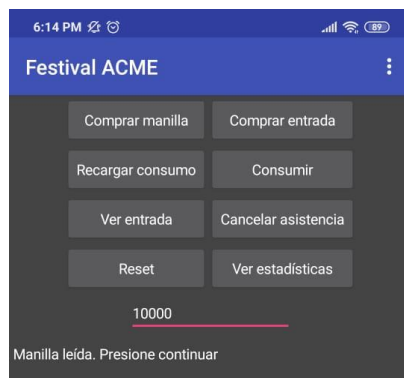 6:14 PM 89
Festival ACME
Comprar manilla Comprar entrada
Recargar consumo Consumir
Ver entrada Cancelar asistencia
Reset Ver estadísticas
10000
Manilla leída. Presione continuar